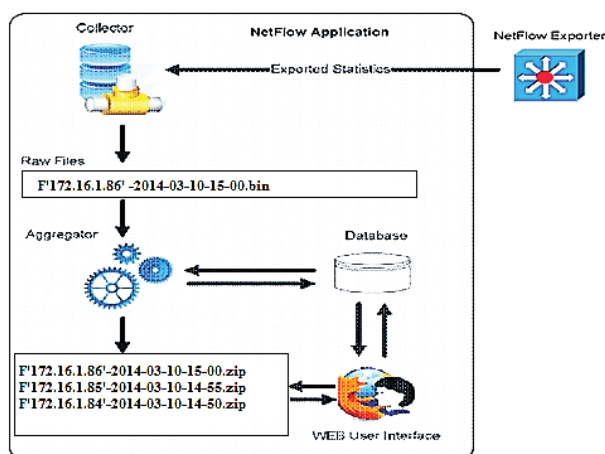 Collector
NetFlow Application
NetFlow Exporter
Exported Statistics
Raw Files
F'172.16.1.86' -2014-03-10-15-00.bin
Aggregator
Database
F'172.16.1.86'-2014-03-10-15-00.zip
F'172.16.1.85'-2014-03-10-14-55.zip
F'172.16.1.84'-2014-03-10-14-50.zip
WEB User Interface